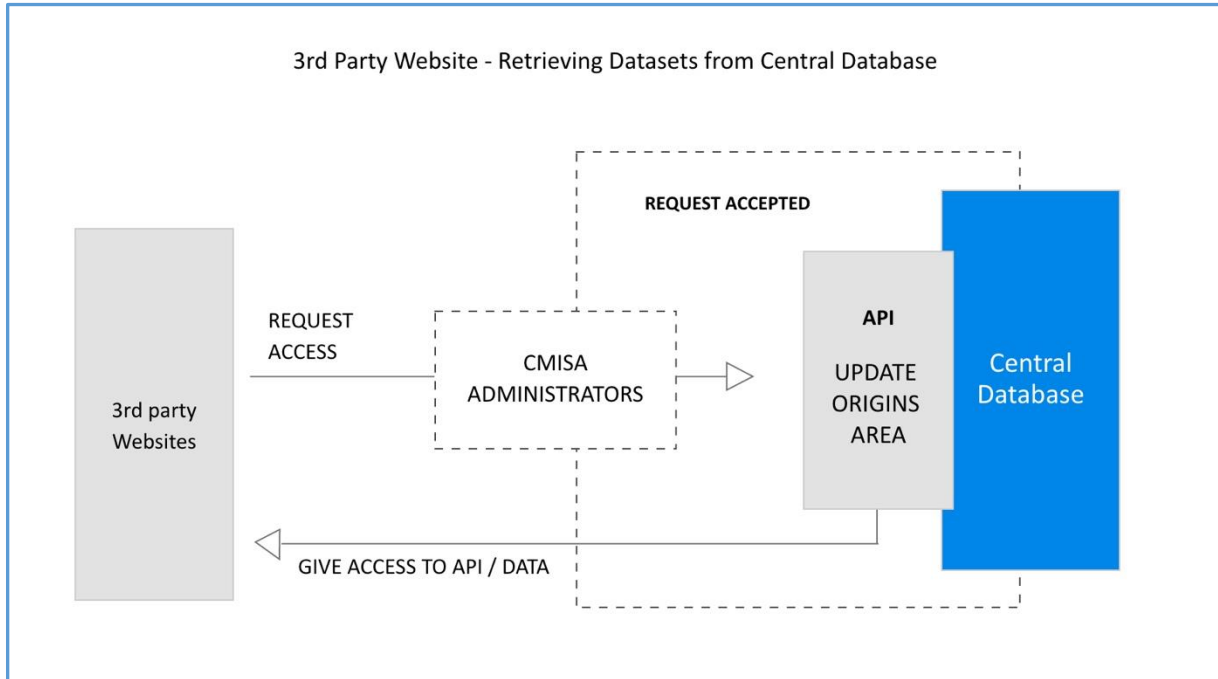 3rd Party Website - Retrieving Datasets from Central Database
REQUEST ACCEPTED
REQUEST
ACCESS
CMISA
ADMINISTRATORS
API
UPDATE
ORIGINS
AREA
Central
Database
3rd party
Websites
GIVE ACCESS TO API / DATA